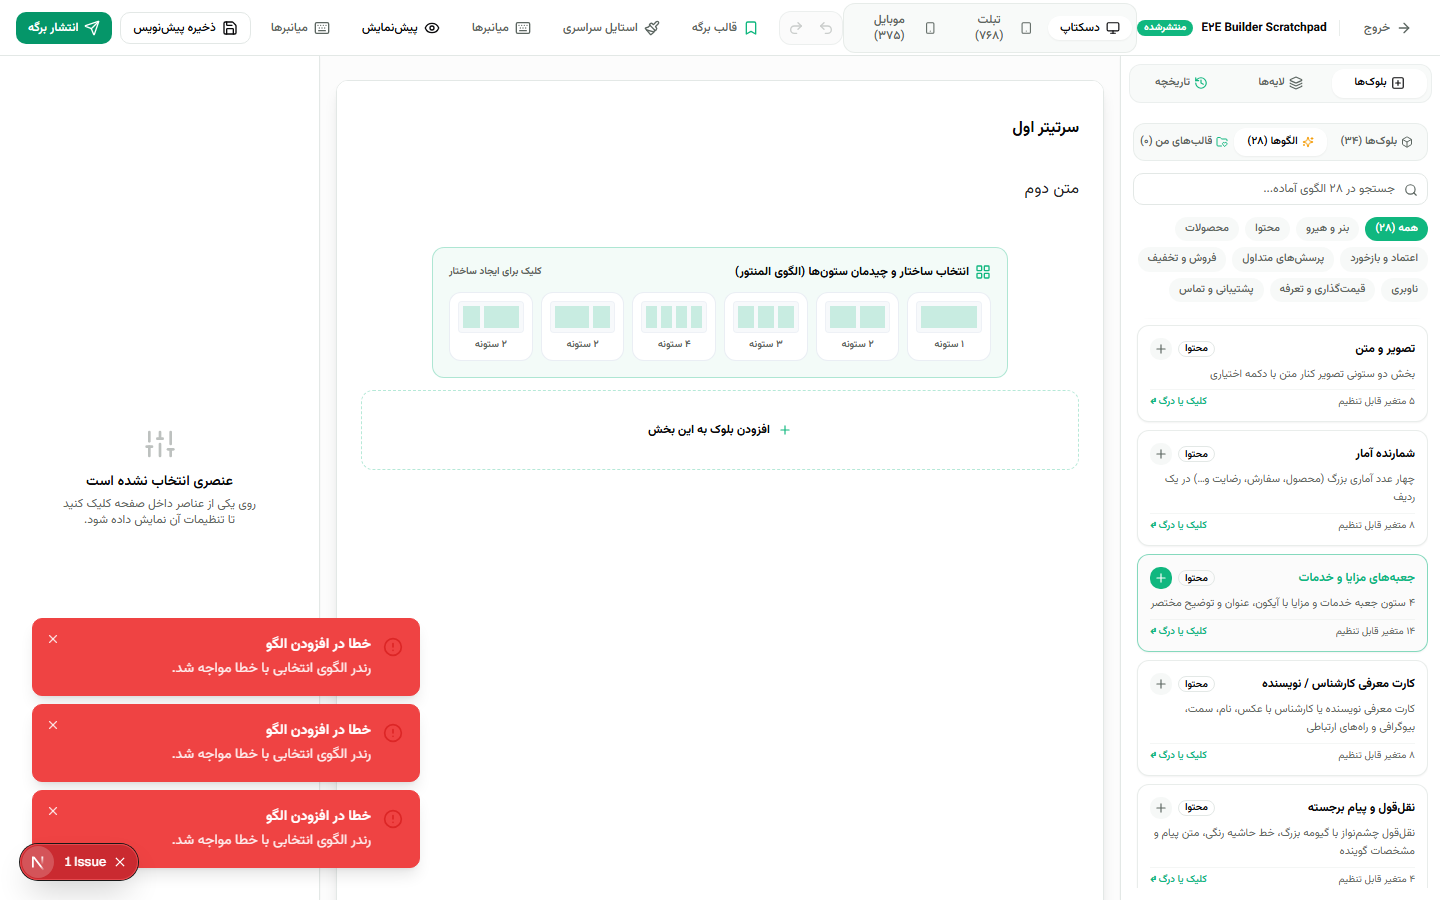 خروج
E2E Builder Scratchpad
منتشرشده
دسکتاپ
تبلت (۷۶۸)
موبایل (۳۷۵)
قالب برگه
استایل سراسری
میانبرها
پیش‌نمایش
میانبرها
ذخیره پیش‌نویس
انتشار برگه
بلوک‌ها
لایه‌ها
تاریخچه
بلوک‌ها (۳۴)
الگوها (۲۸)
قالب‌های من (۰)
جستجو در ۲۸ الگوی آماده...
همه (۲۸)
بنر و هیرو
محتوا
محصولات
اعتماد و بازخورد
پرسش‌های متداول
فروش و تخفیف
ناوبری
قیمت‌گذاری و تعرفه
پشتیبانی و تماس
تصویر و متن
محتوا
بخش دو ستونی تصویر کنار متن با دکمه اختیاری
۵ متغیر قابل تنظیم
کلیک یا درگ
شمارنده آمار
محتوا
چهار عدد آماری بزرگ (محصول، سفارش، رضایت و…) در یک
ردیف
۸ متغیر قابل تنظیم
کلیک یا درگ
جعبه‌های مزایا و خدمات
محتوا
۴ ستون جعبه خدمات و مزایا با آیکون، عنوان و توضیح مختصر
۱۴ متغیر قابل تنظیم
کلیک یا درگ
کارت معرفی کارشناس / نویسنده
محتوا
کارت معرفی نویسنده یا کارشناس با عکس، نام، سمت،
بیوگرافی و راه‌های ارتباطی
۸ متغیر قابل تنظیم
کلیک یا درگ
نقل‌قول و پیام برجسته
محتوا
نقل‌قول چشم‌نواز با گیومه بزرگ، خط حاشیه رنگی، متن پیام و
مشخصات گوینده
۴ متغیر قابل تنظیم
کلیک یا درگ
سرتیتر اول
متن دوم
انتخاب ساختار و چیدمان ستون‌ها (الگوی المنتور)
کلیک برای ایجاد ساختار
۱ ستونه
۲ ستونه
۳ ستونه
۴ ستونه
۲ ستونه
۲ ستونه
افزودن بلوک به این بخش
عنصری انتخاب نشده است
روی یکی از عناصر داخل صفحه کلیک کنید
تا تنظیمات آن نمایش داده شود.
خطا در افزودن الگو
رندر الگوی انتخابی با خطا مواجه شد.
خطا در افزودن الگو
رندر الگوی انتخابی با خطا مواجه شد.
خطا در افزودن الگو
رندر الگوی انتخابی با خطا مواجه شد.
N
1 Issue